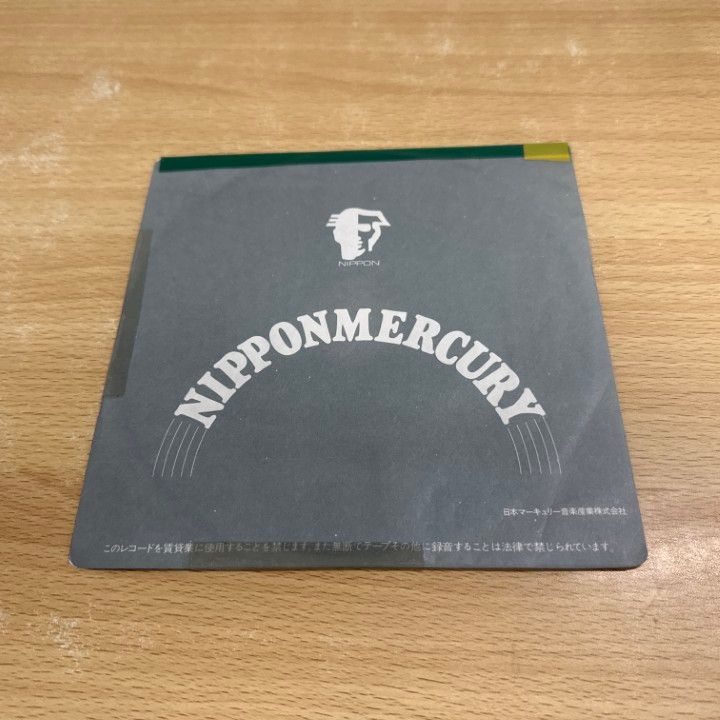 NIPPON
NIPPONMERCURY
日本マーキュリー音楽産業株式会社
このレコードを賃貸業に使用することを禁じます。また無断でテープその他に録音することは法律で禁じられています。